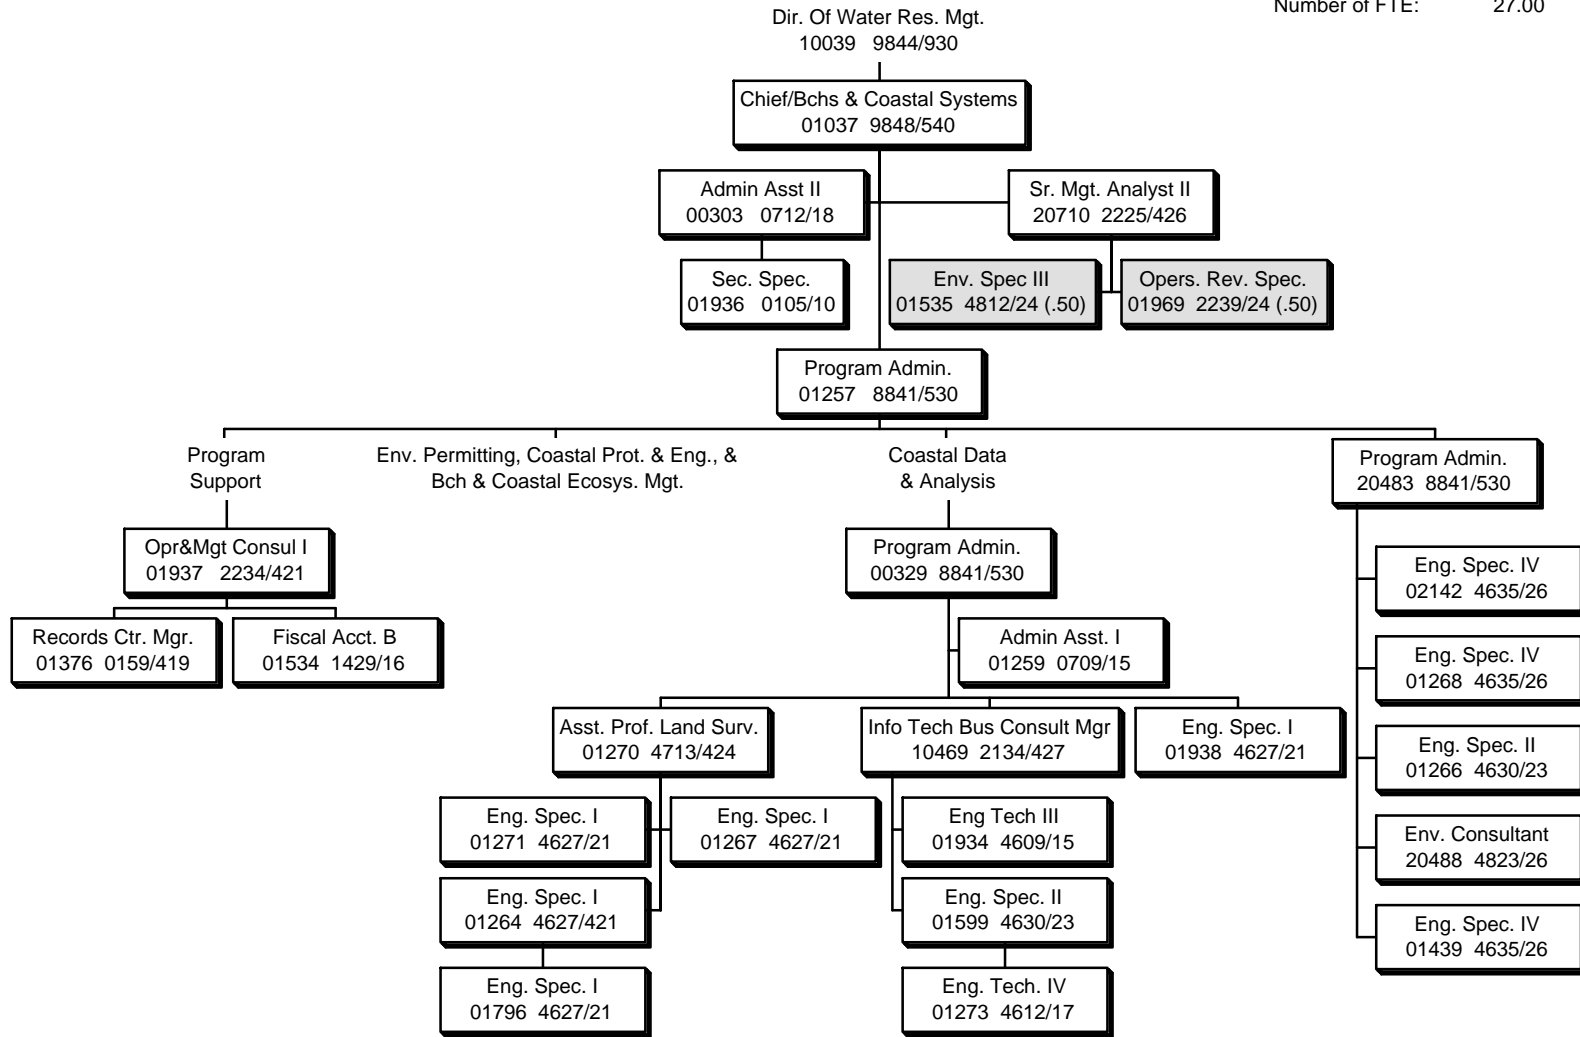 Number of FTE: 27.00
Dir. Of Water Res. Mgt.
10039 9844/930
Chief/Bchs & Coastal Systems
01037 9848/540
Admin Asst II
00303 0712/18
Sr. Mgt. Analyst II
20710 2225/426
Sec. Spec.
01936 0105/10
Env. Spec III
01535 4812/24 (.50)
Opers. Rev. Spec.
01969 2239/24 (.50)
Program Admin.
01257 8841/530
Program
Support
Env. Permitting, Coastal Prot. & Eng., &
Bch & Coastal Ecosys. Mgt.
Coastal Data
& Analysis
Program Admin.
20483 8841/530
Opr&Mgt Consul I
01937 2234/421
Records Ctr. Mgr.
01376 0159/419
Fiscal Acct. B
01534 1429/16
Program Admin.
00329 8841/530
Admin Asst. I
01259 0709/15
Asst. Prof. Land Surv.
01270 4713/424
Info Tech Bus Consult Mgr
10469 2134/427
Eng. Spec. I
01938 4627/21
Eng. Spec. I
01271 4627/21
Eng. Spec. I
01267 4627/21
Eng. Spec. I
01264 4627/421
Eng. Spec. I
01796 4627/21
Eng Tech III
01934 4609/15
Eng. Spec. II
01599 4630/23
Eng. Tech. IV
01273 4612/17
Eng. Spec. IV
02142 4635/26
Eng. Spec. IV
01268 4635/26
Eng. Spec. II
01266 4630/23
Env. Consultant
20488 4823/26
Eng. Spec. IV
01439 4635/26